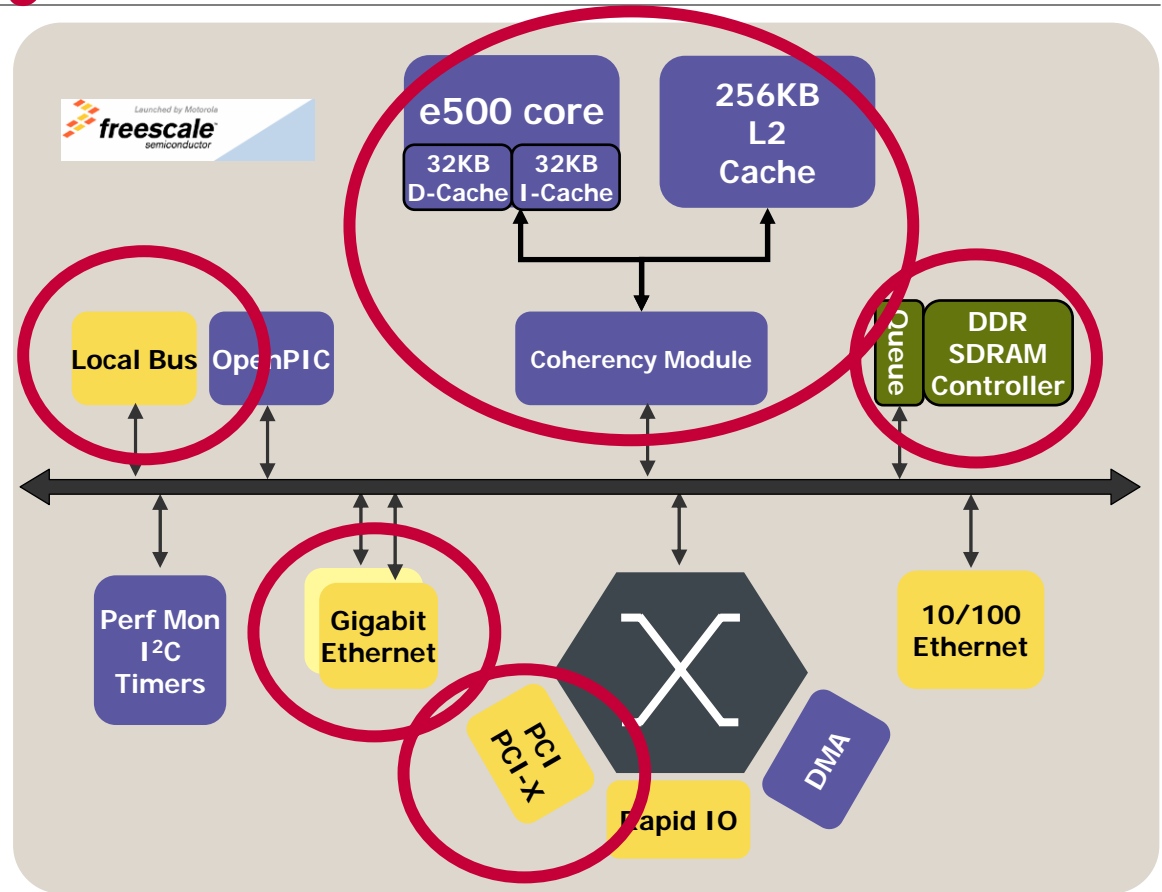 Launched by Motorola
freescale™
semiconductor
e500 core
32KB
D-Cache
32KB
I-Cache
256KB
L2
Cache
Local Bus
OpenPIC
Coherency Module
Queue
DDR
SDRAM
Controller
Perf Mon
I²C
Timers
Gigabit
Ethernet
10/100
Ethernet
PCI
PCI-X
Rapid IO
DMA